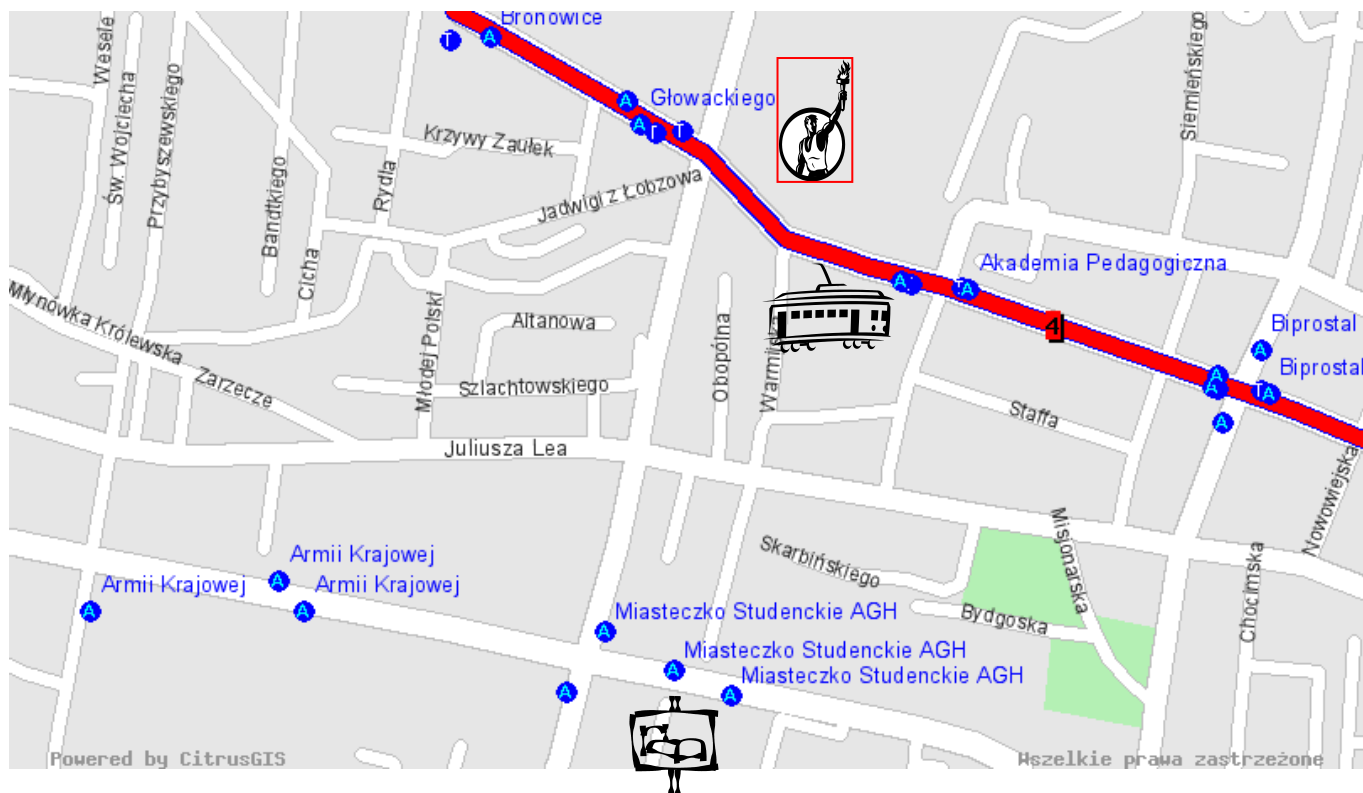 Bronowice
A
T
Wesele
Św. Wojciecha
Przybyszewskiego
Siemieńskiego
A
Głowackiego
A
T
T
Krzywy Zaułek
Bandtkiego
Rydla
Jadwigi z Łobzowa
Cicha
Akademia Pedagogiczna
A
A
Młynówka Królewska
Altanowa
Młodej Polski
Obopólna
Warmijska
4
Biprostal
A
Zarzecze
Szlachtowskiego
Biprostal
A
A
T
A
Staffa
A
Juliusza Lea
Nowowiejska
Misjonarska
Skarbińskiego
Chocimska
Armii Krajowej
A
Armii Krajowej
Armii Krajowej
A
A
Miasteczko Studenckie AGH
A
Bydgoska
Miasteczko Studenckie AGH
A
Miasteczko Studenckie AGH
A
A
Powered by CitrusGIS
Wszelkie prawa zastrzeżone